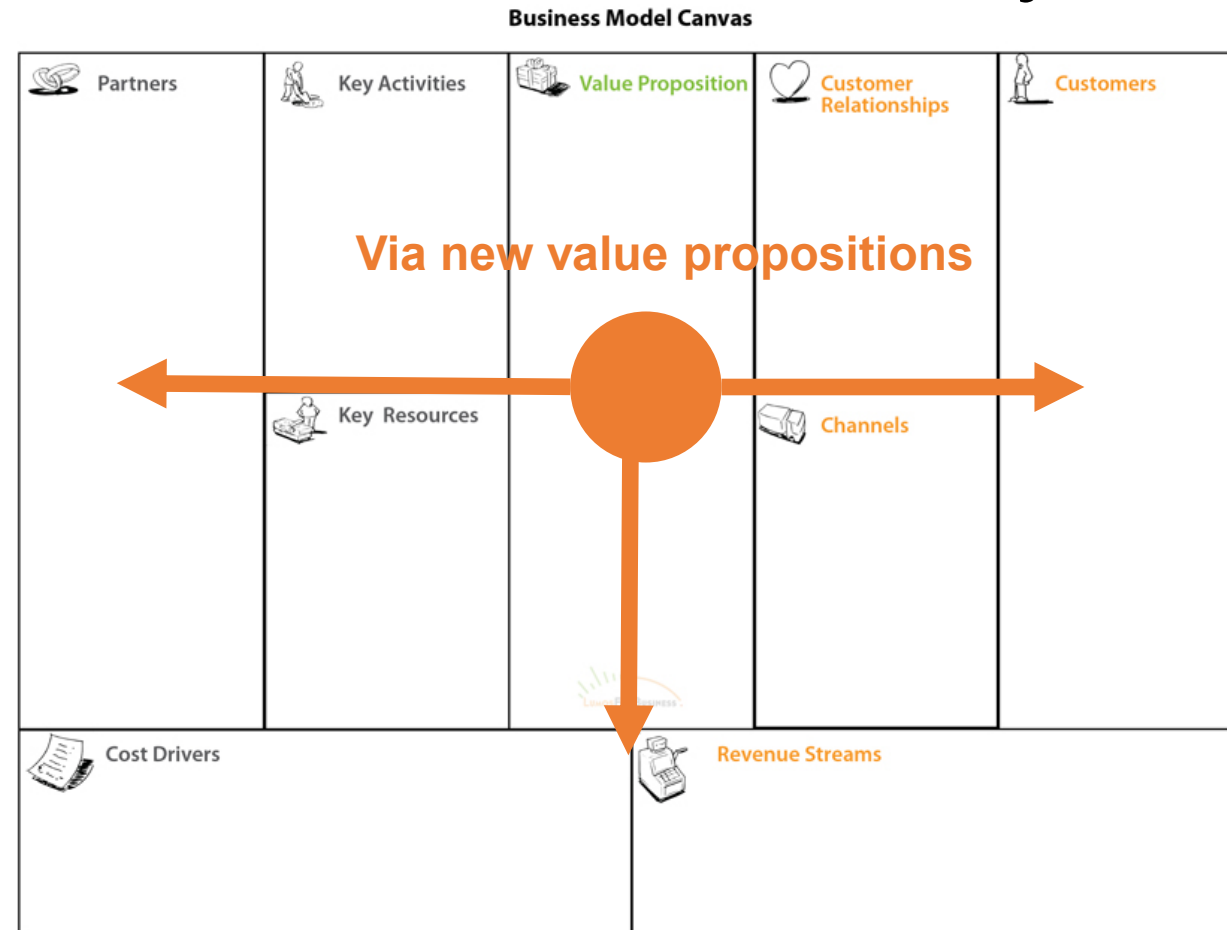 Business Model Canvas
Partners
Key Activities
Value Proposition
Customer
Relationships
Customers
Via new value propositions
Key Resources
Channels
Cost Drivers
Revenue Streams